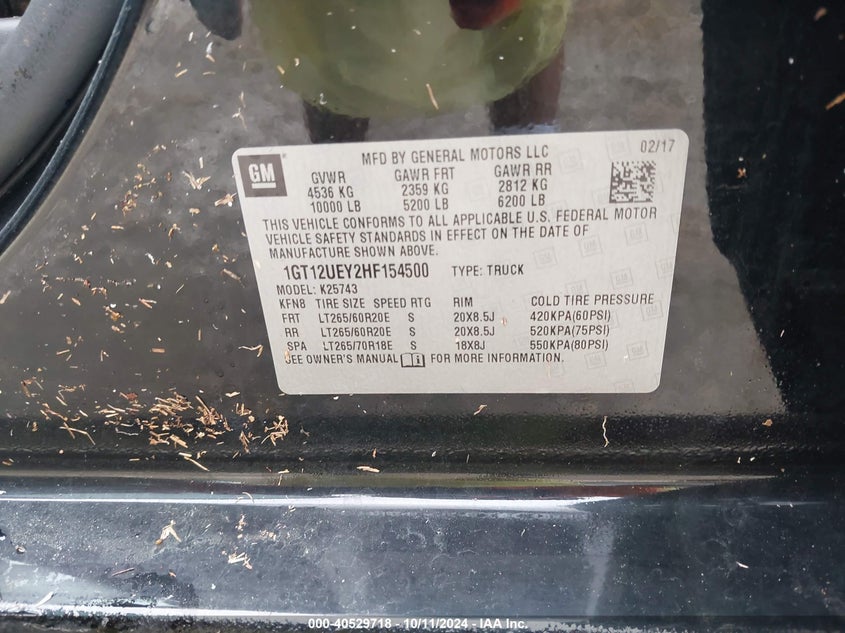 GM
MFD BY GENERAL MOTORS LLC 02/17
GVWR GAWR FRT GAWR RR
4536 KG 2359 KG 2812 KG
10000 LB 5200 LB 6200 LB
THIS VEHICLE CONFORMS TO ALL APPLICABLE U.S. FEDERAL MOTOR
VEHICLE SAFETY STANDARDS IN EFFECT ON THE DATE OF
MANUFACTURE SHOWN ABOVE.
1GT12UEY2HF154500 TYPE: TRUCK
MODEL: K25743
KFN8 TIRE SIZE SPEED RTG RIM COLD TIRE PRESSURE
FRT LT265/60R20E S 20X8.5J 420KPA(60PSI)
RR LT265/60R20E S 20X8.5J 520KPA(75PSI)
SPA LT265/70R18E S 18X8J 550KPA(80PSI)
SEE OWNER'S MANUAL FOR MORE INFORMATION.
000-40529718 - 10/11/2024 - IAA Inc.